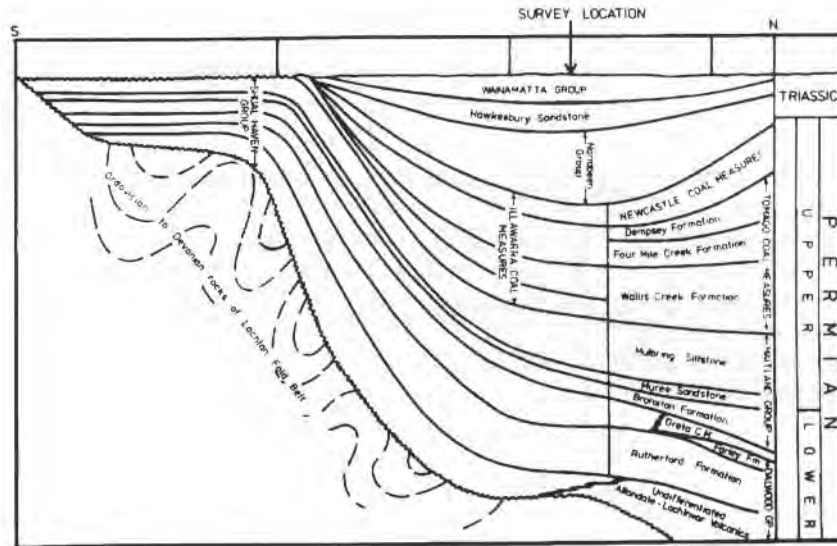 SURVEY LOCATION
S
N
WAINAMATTA GROUP
TRIASSIC
Hawkesbury Sandstone
SHOAL HAVEN
GROUP
Narrabeen
Group
NEWCASTLE COAL MEASURES
Dempsey Formation
Four Mile Creek Formation
ILLAWARRA COAL
MEASURES
Wallis Creek Formation
TOMAGO COAL MEASURES
UPPER
PERMIAN
Ordovician to Devonian rocks of Lachlan Fold Belt
Mulbring Siltstone
Muree Sandstone
Branxton Formation
MAITLAND GROUP
Greta C.M.
Farley Fm
Rutherford Formation
LOWER
DALWOOD GP
Undifferentiated
Allandale-Lochinvar Volcanics